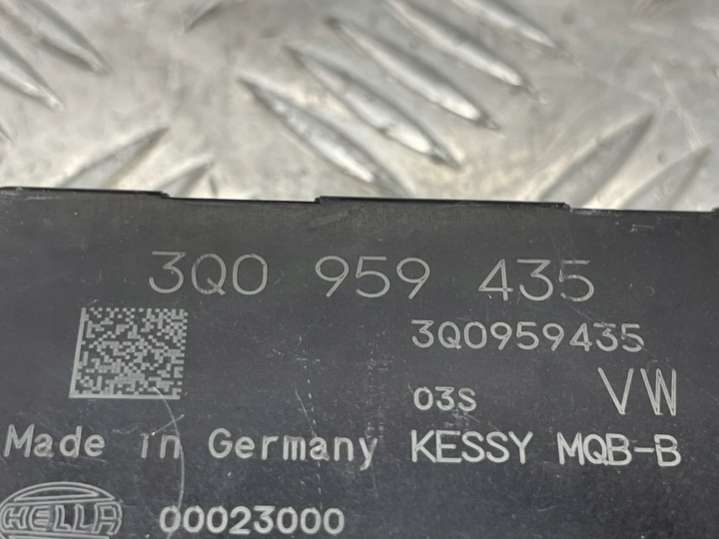 3Q0 959 435
3Q0959435
03S VW
Made in Germany KESSY MQB-B
HELLA 00023000